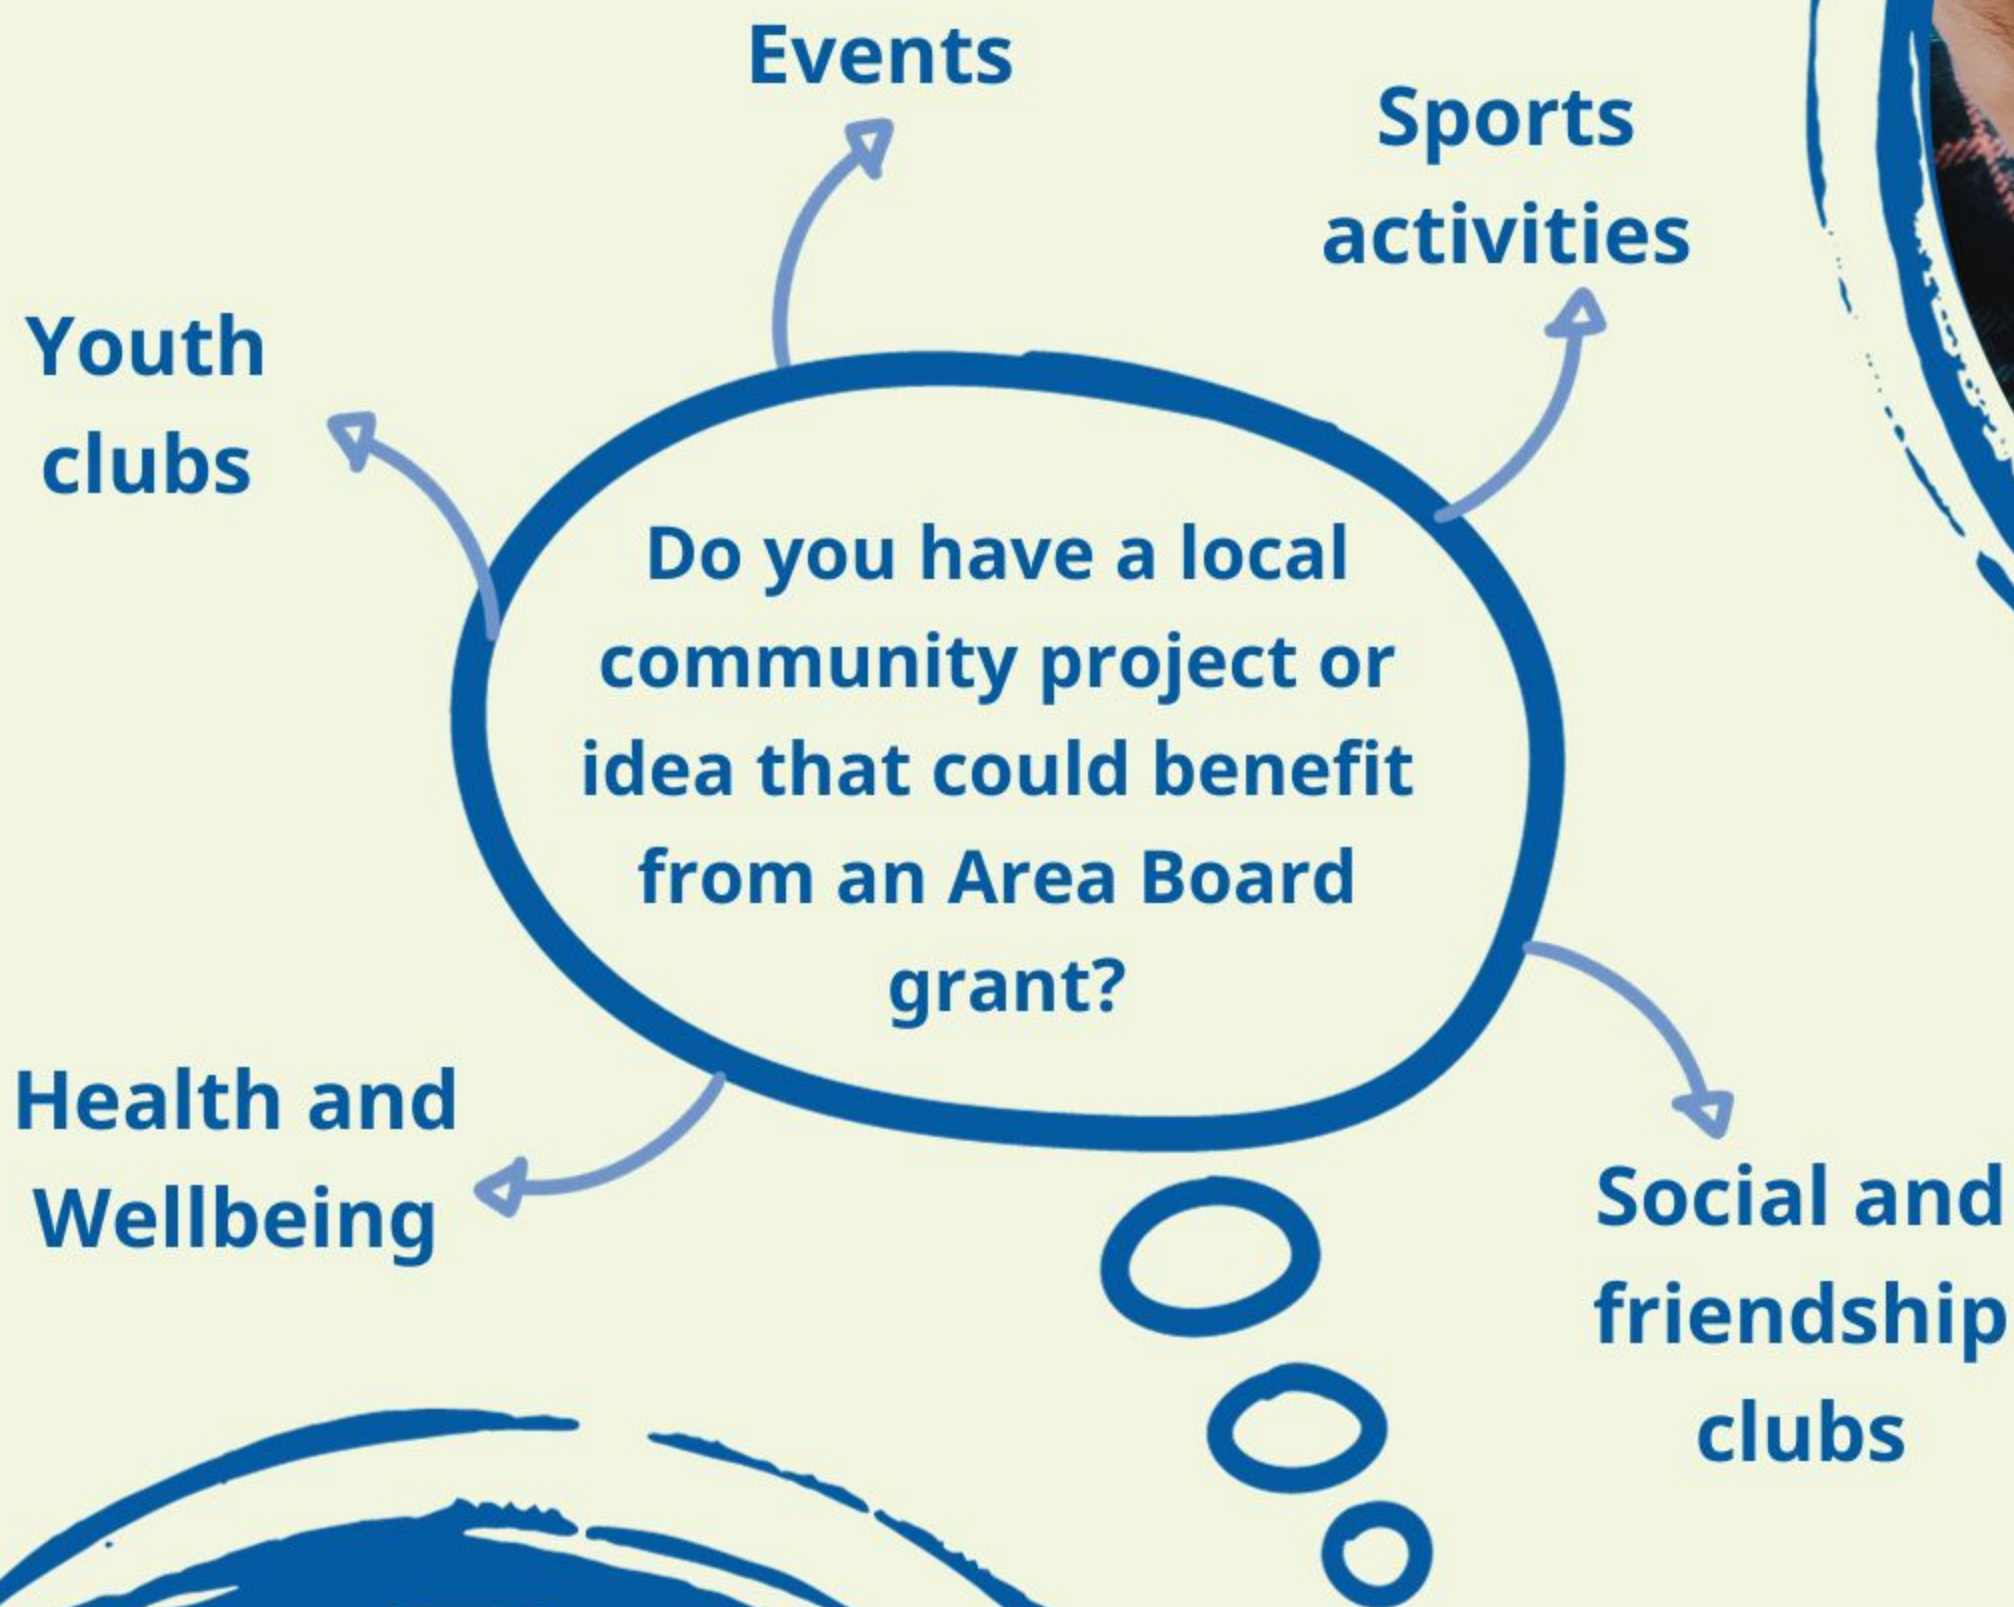 Events
Sports
activities
Youth
clubs
Do you have a local
community project or
idea that could benefit
from an Area Board
grant?
Health and
Wellbeing
Social and
friendship
clubs